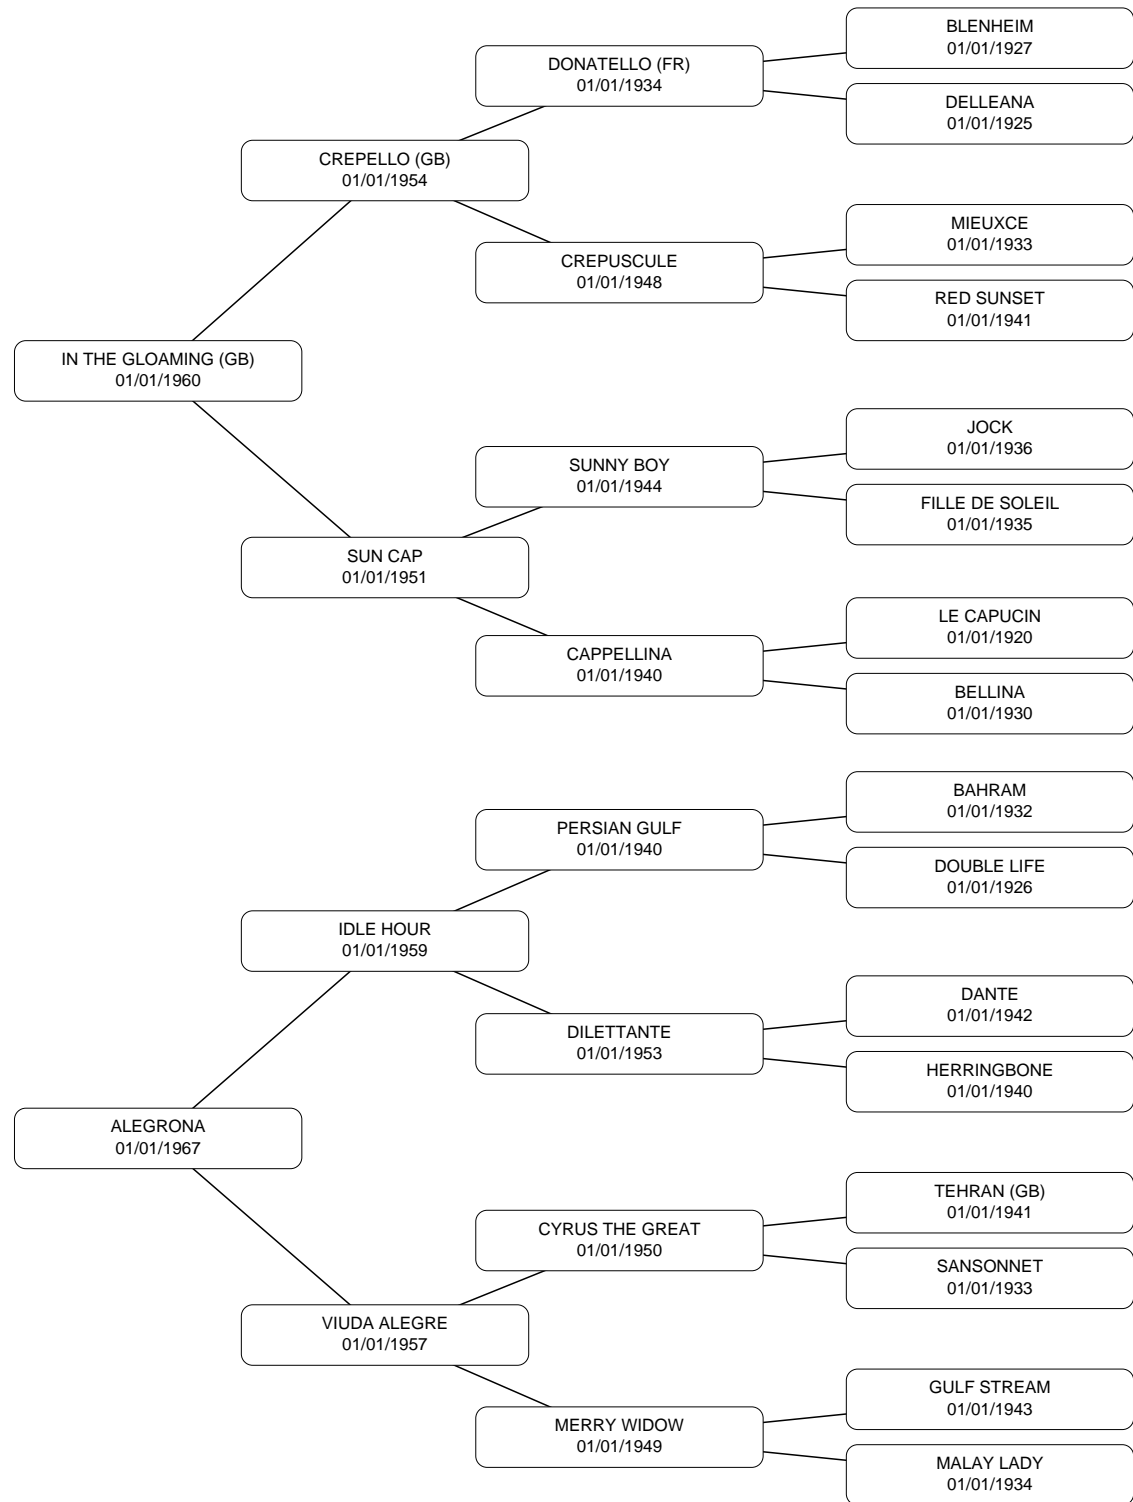 BLENHEIM
01/01/1927
DONATELLO (FR)
01/01/1934
DELLEANA
01/01/1925
CREPELLO (GB)
01/01/1954
MIEUXCE
01/01/1933
CREPUSCULE
01/01/1948
RED SUNSET
01/01/1941
IN THE GLOAMING (GB)
01/01/1960
JOCK
01/01/1936
SUNNY BOY
01/01/1944
FILLE DE SOLEIL
01/01/1935
SUN CAP
01/01/1951
LE CAPUCIN
01/01/1920
CAPPELLINA
01/01/1940
BELLINA
01/01/1930
BAHRAM
01/01/1932
PERSIAN GULF
01/01/1940
DOUBLE LIFE
01/01/1926
IDLE HOUR
01/01/1959
DANTE
01/01/1942
DILETTANTE
01/01/1953
HERRINGBONE
01/01/1940
ALEGRONA
01/01/1967
TEHRAN (GB)
01/01/1941
CYRUS THE GREAT
01/01/1950
SANSONNET
01/01/1933
VIUDA ALEGRE
01/01/1957
GULF STREAM
01/01/1943
MERRY WIDOW
01/01/1949
MALAY LADY
01/01/1934